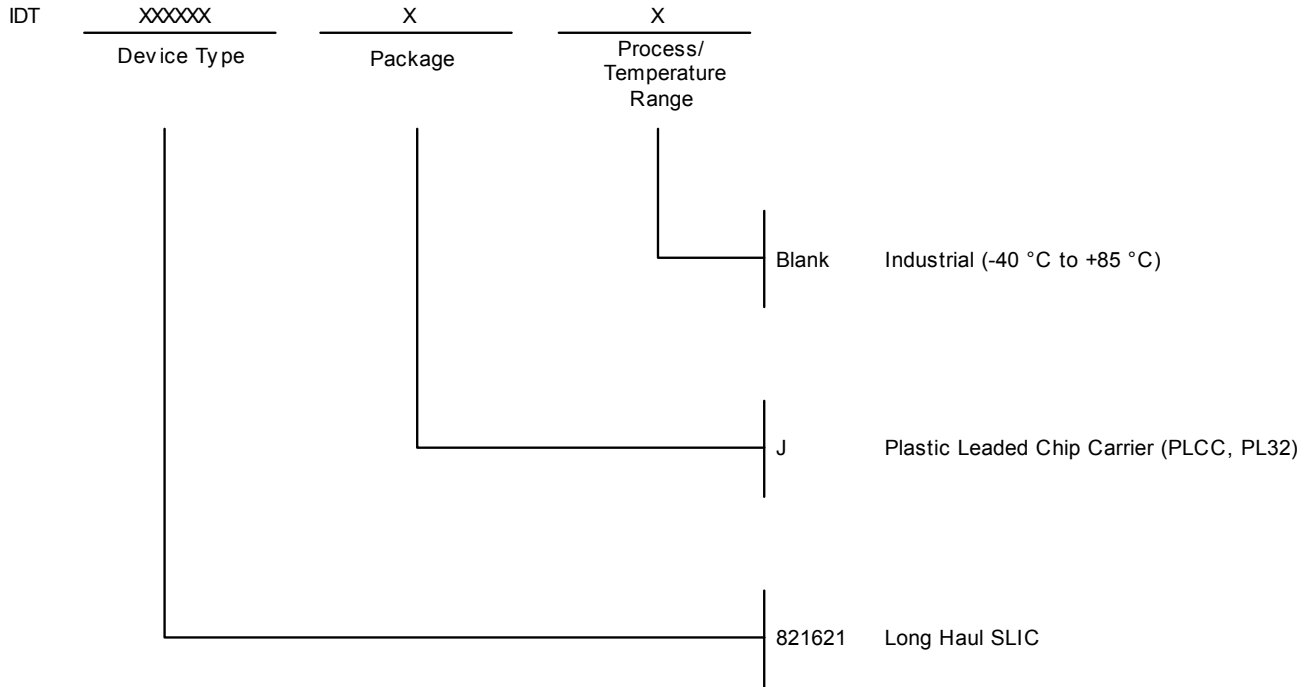 IDT XXXXXX X X
Device Type Package Process/
Temperature
Range
Blank Industrial (-40 °C to +85 °C)
J Plastic Leaded Chip Carrier (PLCC, PL32)
821621 Long Haul SLIC